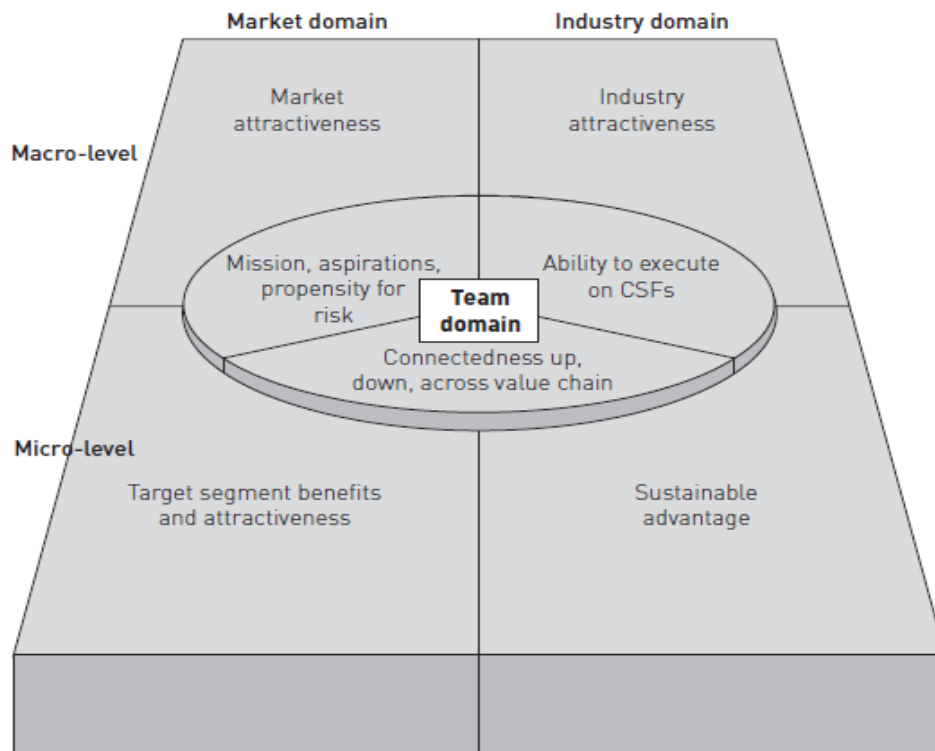 Market domain
Industry domain
Market
attractiveness
Industry
attractiveness
Macro-level
Mission, aspirations,
propensity for
risk
Ability to execute
on CSFs
Team
domain
Connectedness up,
down, across value chain
Micro-level
Target segment benefits
and attractiveness
Sustainable
advantage